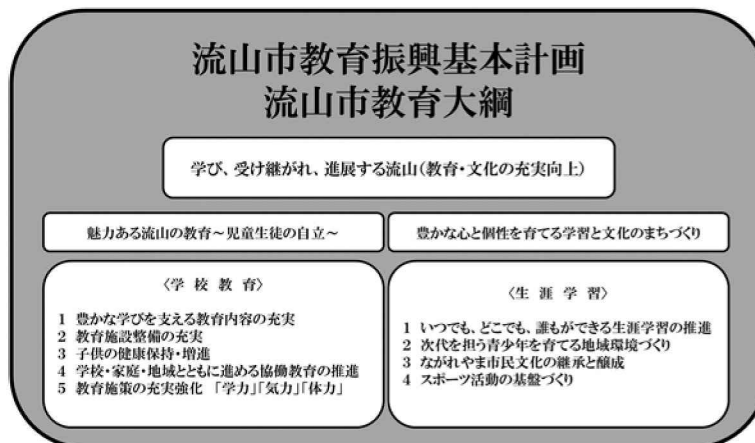 流山市教育振興基本計画
流山市教育大綱
学び、受け継がれ、進展する流山(教育・文化の充実向上)
魅力ある流山の教育～児童生徒の自立～
〈学 校 教 育〉
1 豊かな学びを支える教育内容の充実
2 教育施設整備の充実
3 子供の健康保持・増進
4 学校・家庭・地域とともに進める協働教育の推進
5 教育施策の充実強化 「学力」「気力」「体力」
豊かな心と個性を育てる学習と文化のまちづくり
〈生 涯 学 習〉
1 いつでも、どこでも、誰もができる生涯学習の推進
2 次代を担う青少年を育てる地域環境づくり
3 ながれやま市民文化の継承と醸成
4 スポーツ活動の基盤づくり